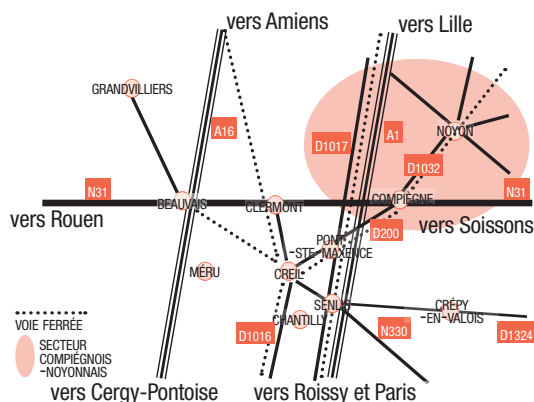 vers Amiens
vers Lille
GRANDVILLIERS
A16
D1017
A1
NOYON
D1032
N31
BEAUVAIS
CLERMONT
COMPIÈGNE
N31
vers Rouen
vers Soissons
D200
PONT
-STE-MAXENCE
MÉRU
CREIL
SENLIS
CRÉPY
-EN-VALOIS
CHANTILLY
D1016
N330
D1324
VOIE FERRÉE
SECTEUR
COMPIÉGNOIS
-NOYONNAIS
vers Cergy-Pontoise
vers Roissy et Paris